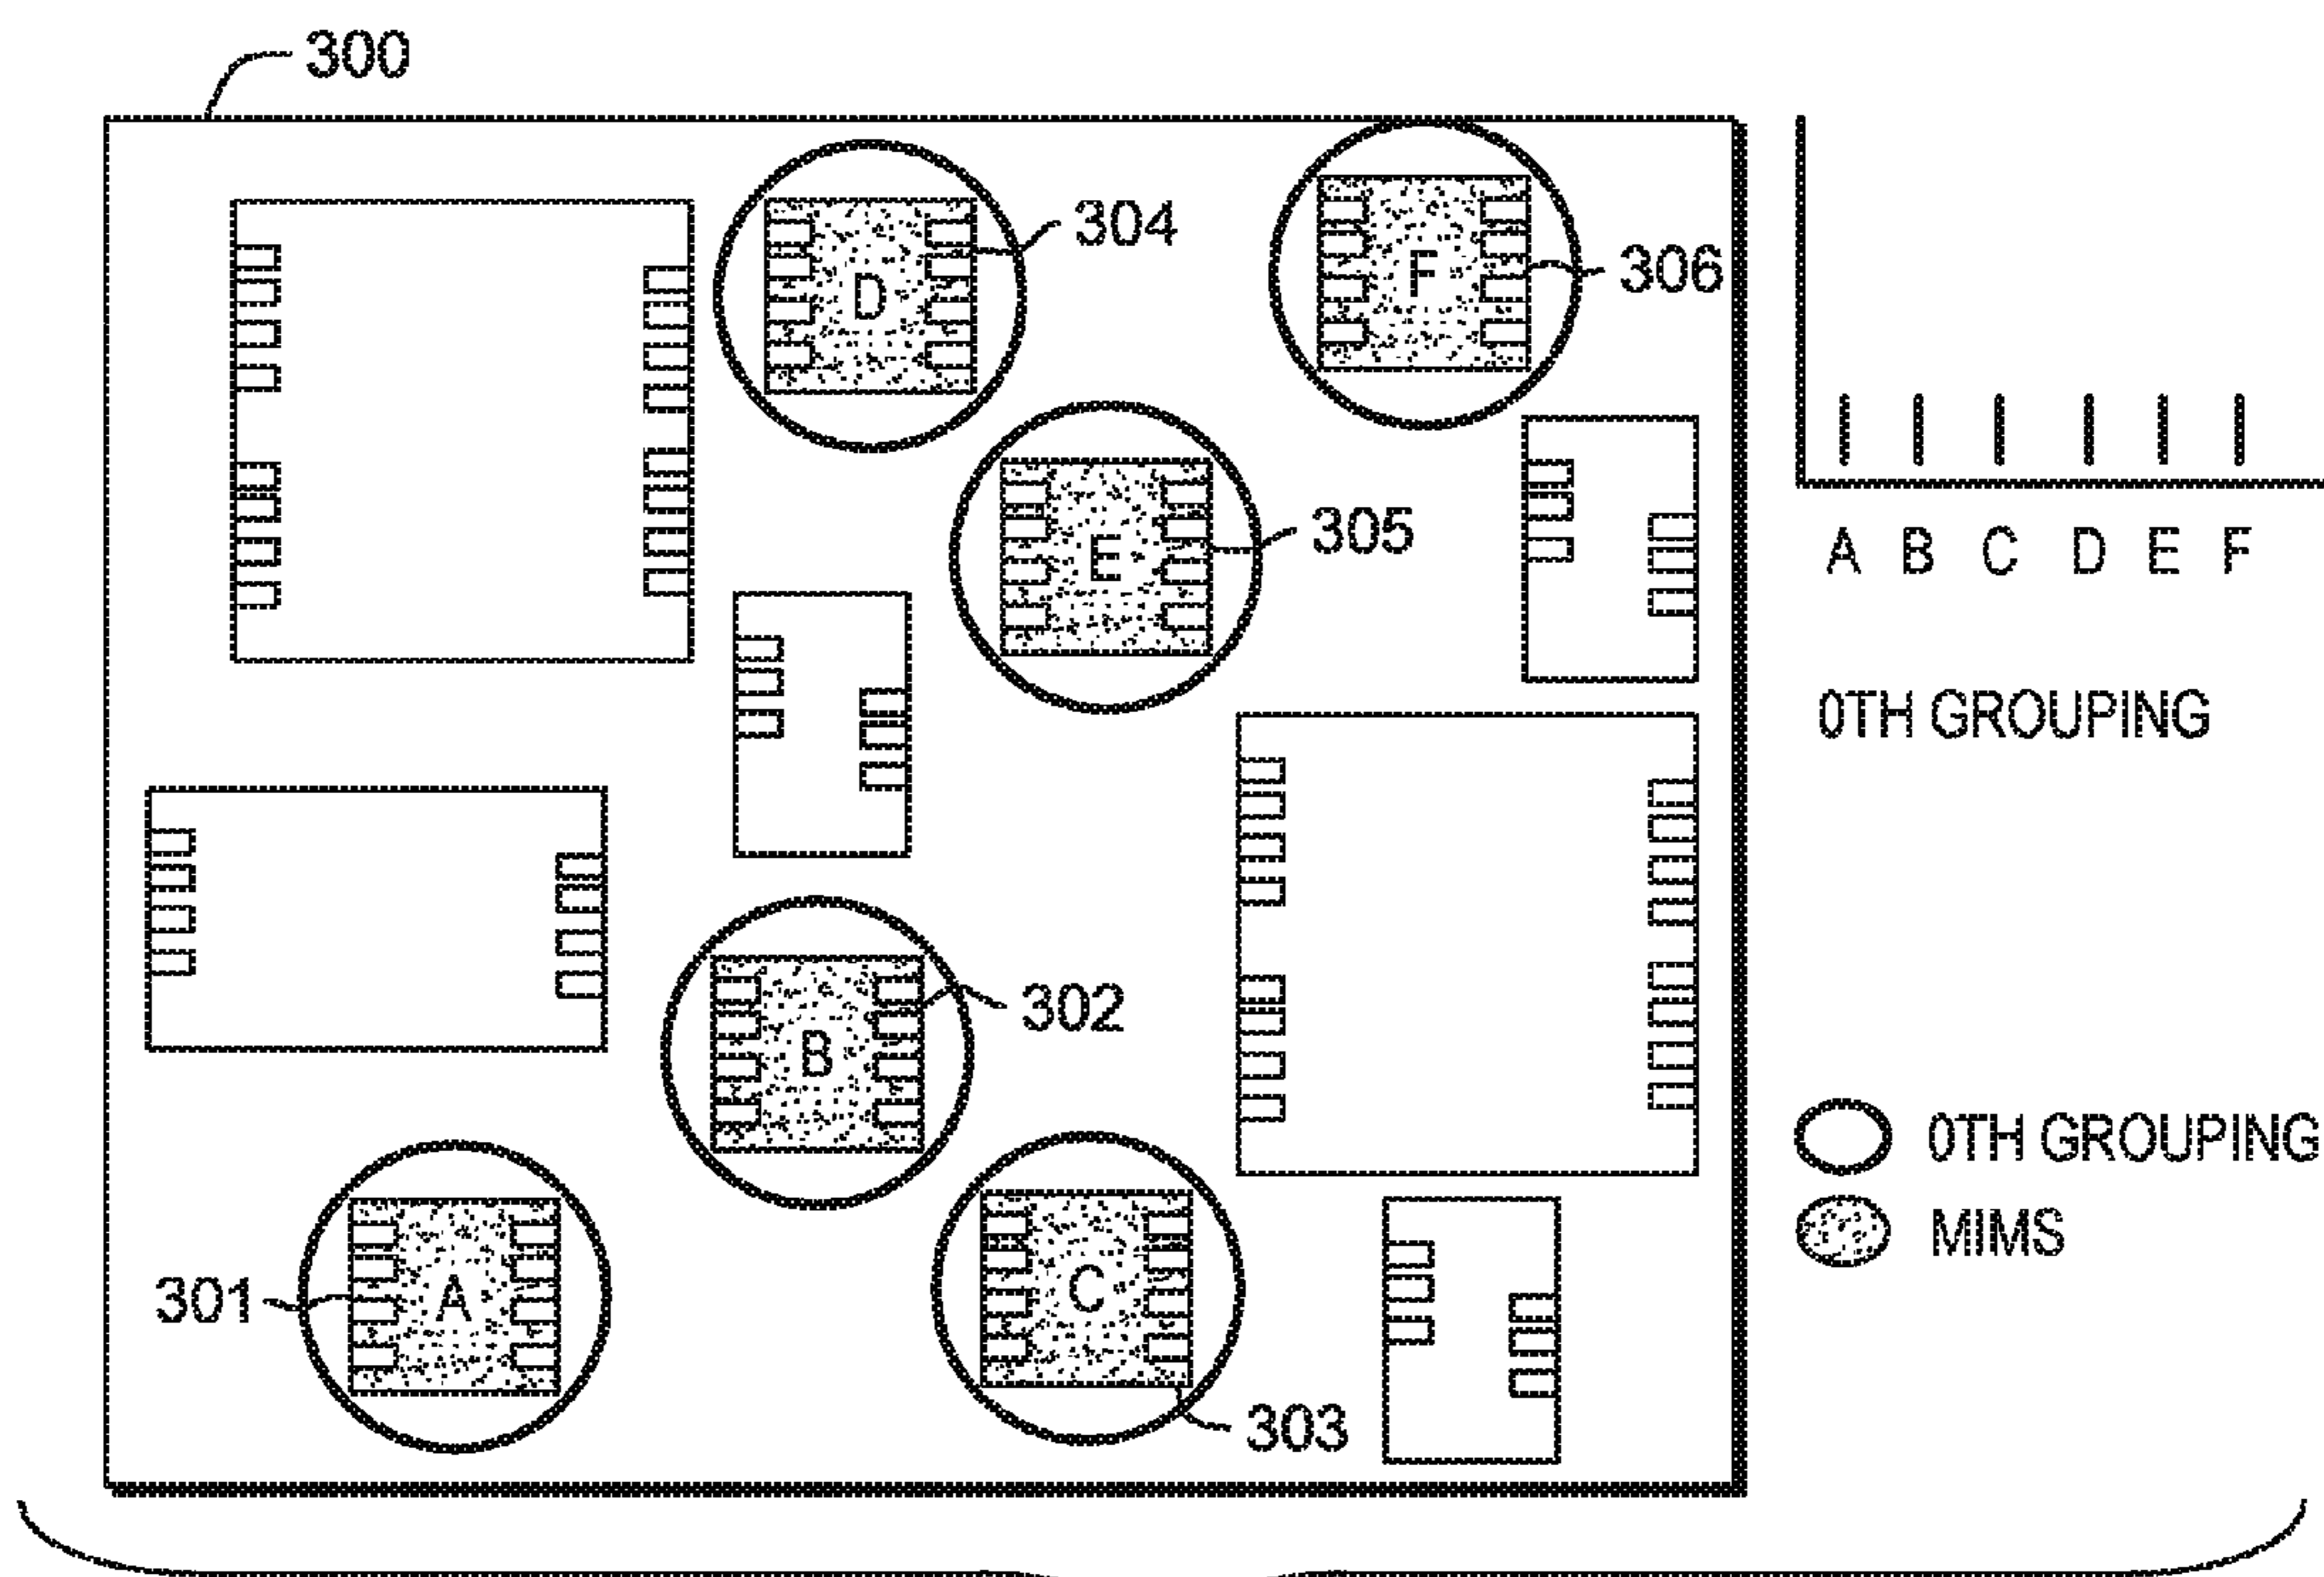 300
D
304
F
306
E
305
A B C D E F
0TH GROUPING
B
302
0TH GROUPING
MIMS
301
A
C
303